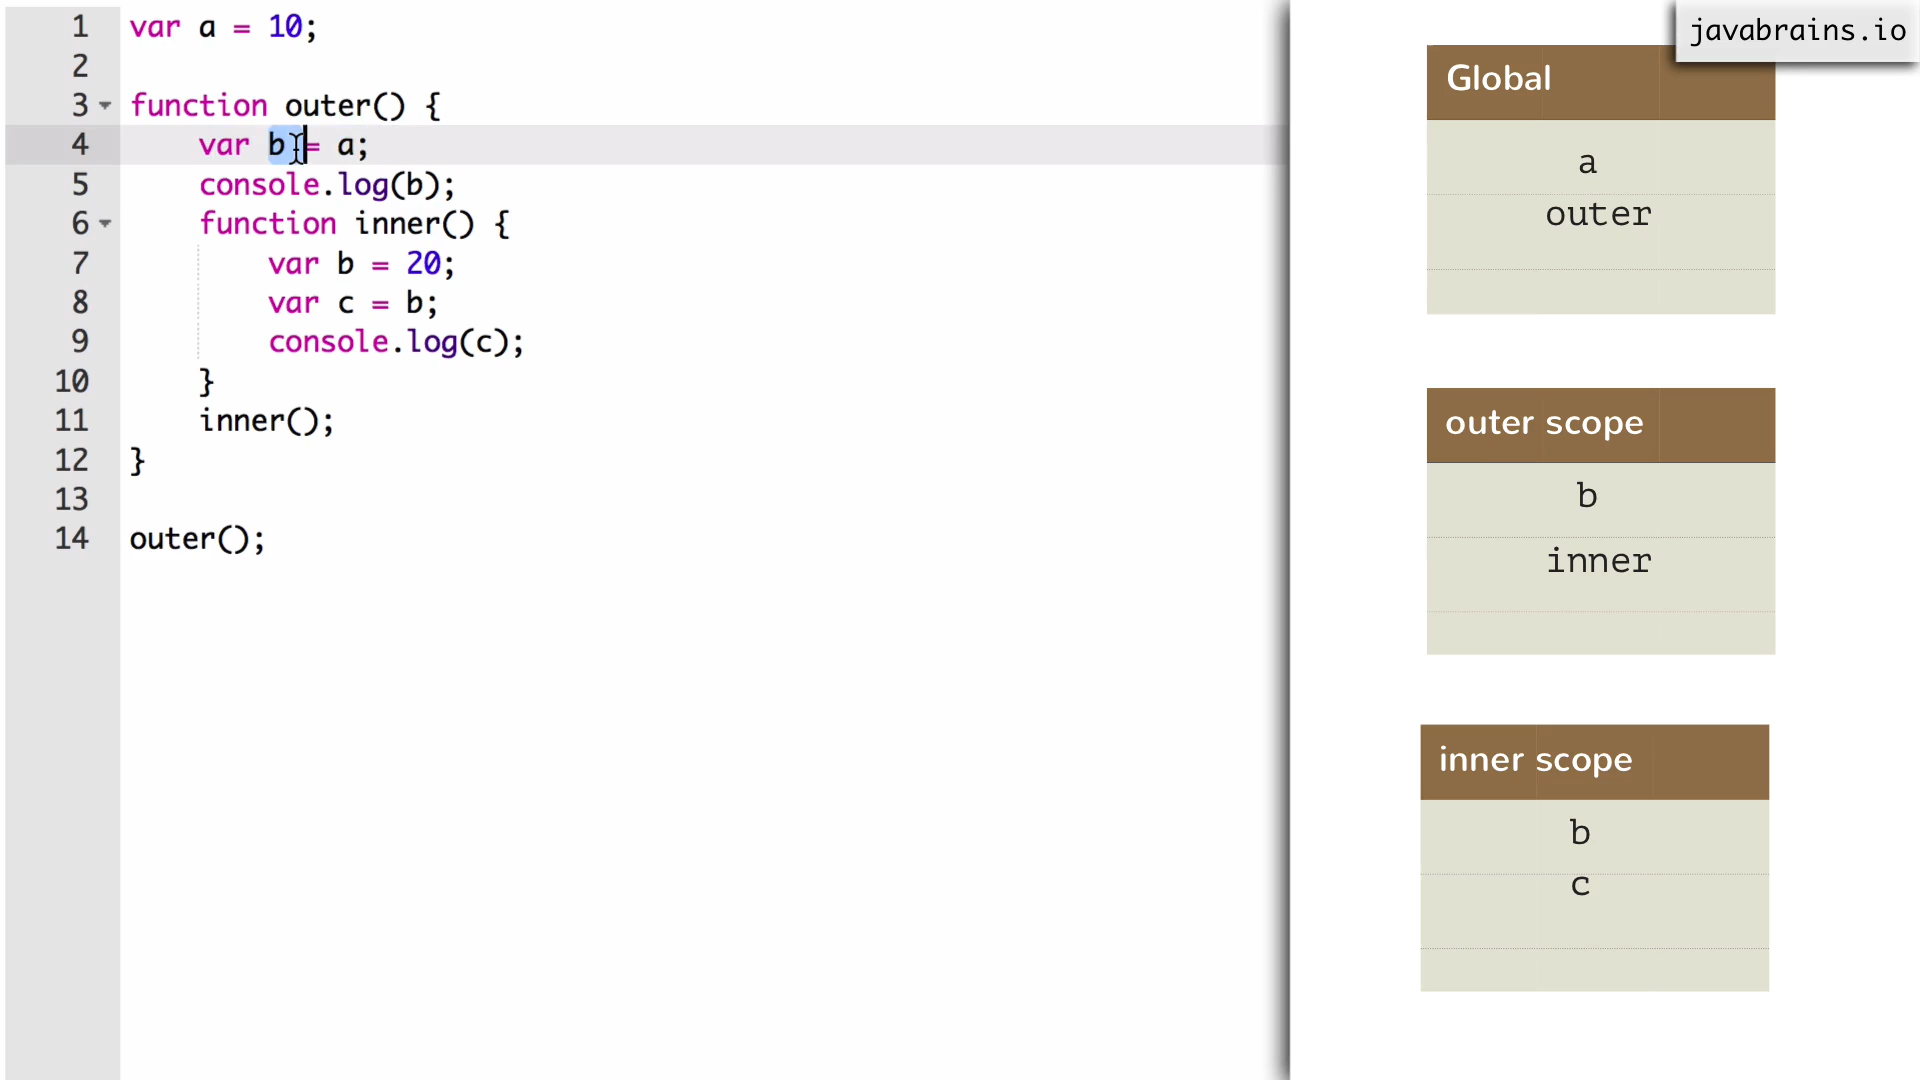 1 var a = 10;
2
3 function outer() {
4 var b = a;
5 console.log(b);
6 function inner() {
7 var b = 20;
8 var c = b;
9 console.log(c);
10 }
11 inner();
12 }
13
14 outer();
javabrains.io
Global
a
outer
outer scope
b
inner
inner scope
b
c